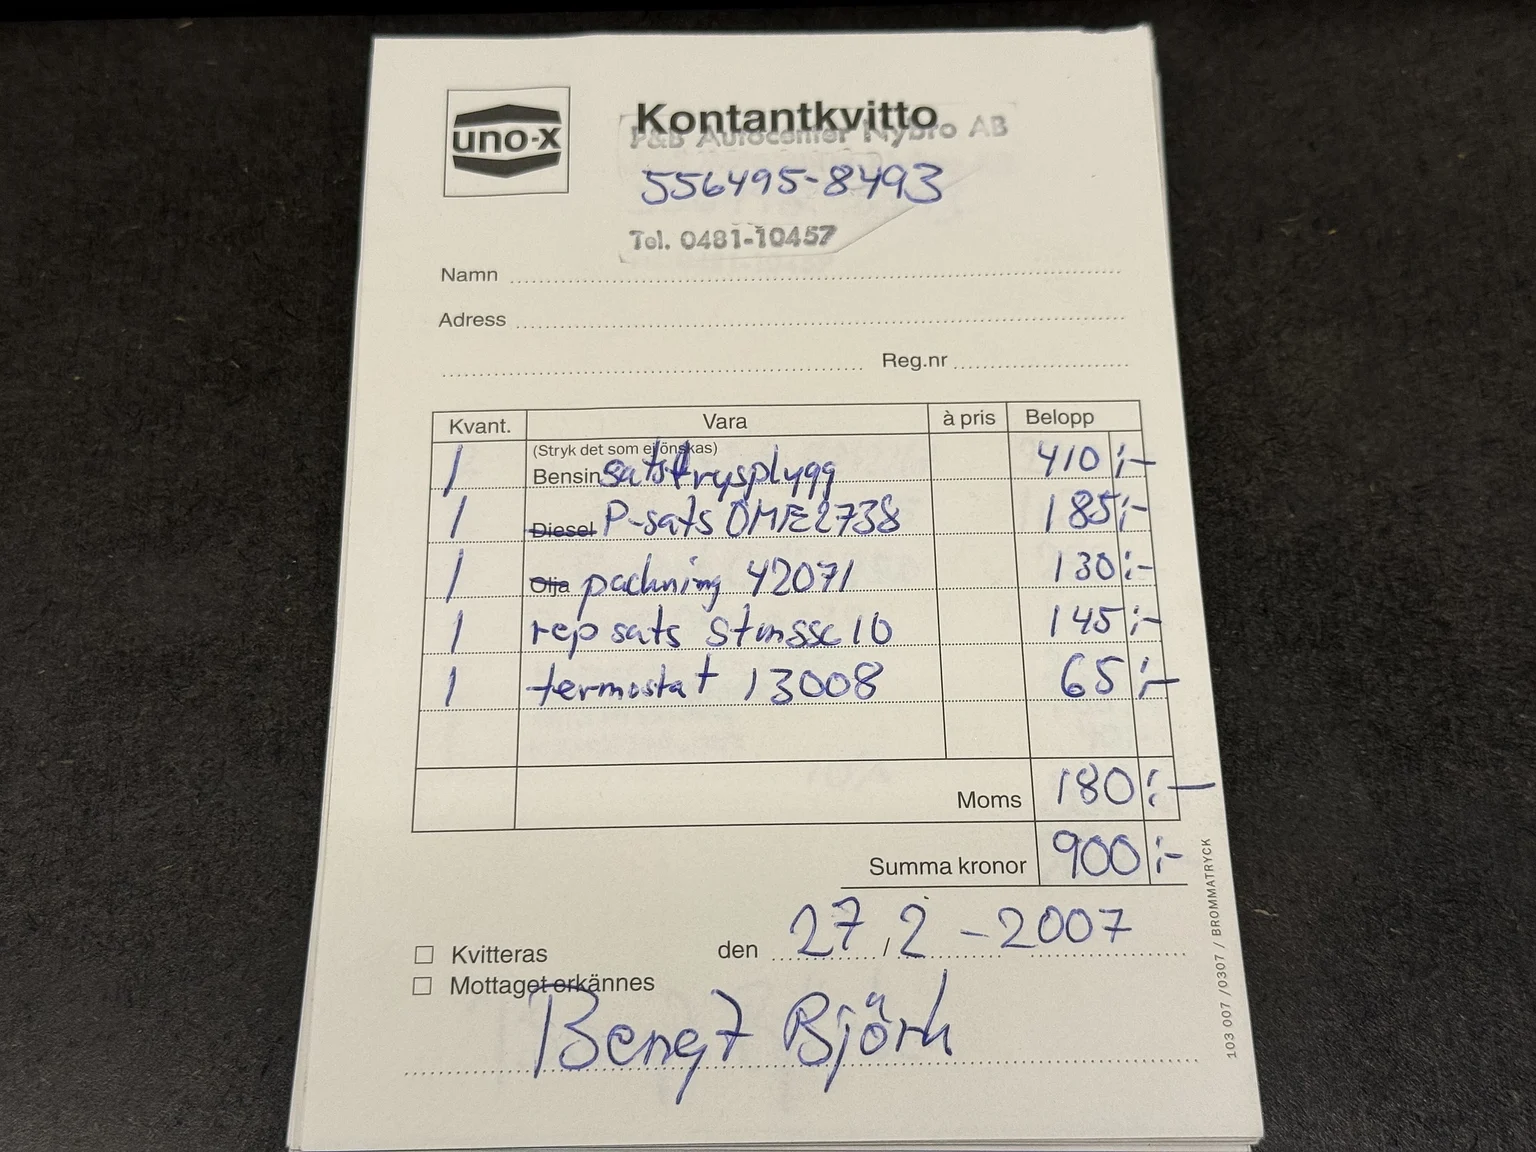 uno-x
Kontantkvitto
P&B Autocenter Nybro AB
556495-8493
Tel. 0481-10457
Namn
Adress
Reg.nr
Kvant. Vara à pris Belopp
(Stryk det som ej önskas)
1 Bensin sats frysplugg 410 :-
1 Diesel P-sats OME2738 185 :-
1 Olja packning 42071 130 :-
1 rep sats 145 :-
1 termostat 13008 65 :-
Moms 180 :-
Summa kronor 900 :-
Kvitteras den 27 / 2 - 2007
Mottaget erkännes
Bengt Björk
103 007 /0307 / BROMMATRYCK